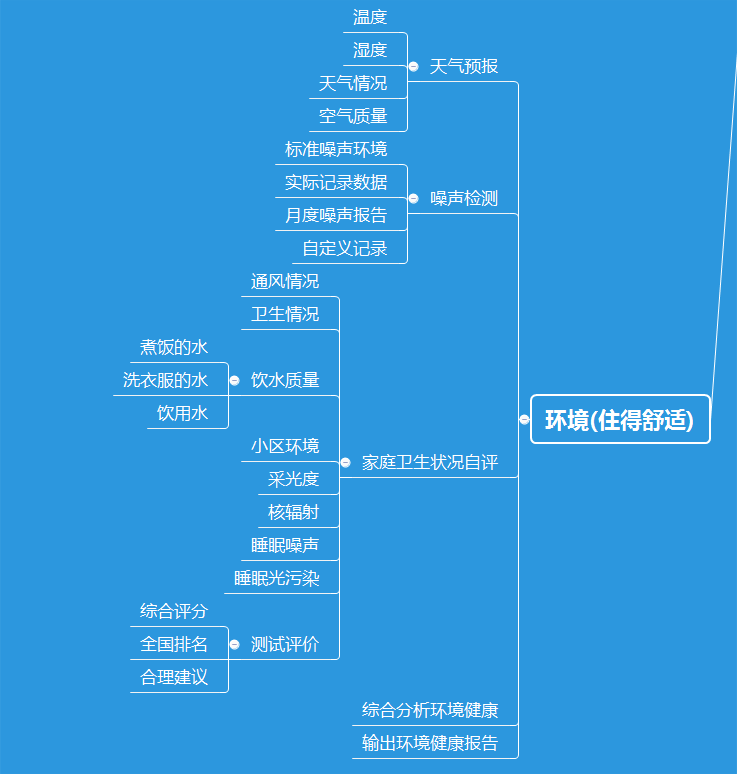 温度
湿度
天气情况
空气质量
天气预报
标准噪声环境
实际记录数据
月度噪声报告
自定义记录
噪声检测
通风情况
卫生情况
煮饭的水
洗衣服的水
饮用水
饮水质量
小区环境
采光度
核辐射
睡眠噪声
睡眠光污染
综合评分
全国排名
合理建议
测试评价
家庭卫生状况自评
综合分析环境健康
输出环境健康报告
环境(住得舒适)